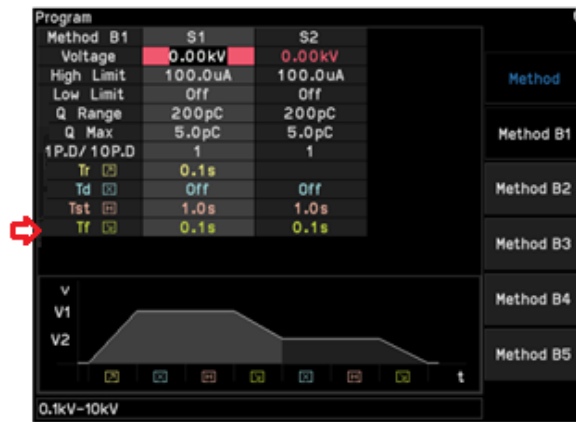 Program
Method B1 S1 S2
Voltage 0.00kV 0.00kV
High Limit 100.0uA 100.0uA
Low Limit Off Off
Q Range 200pC 200pC
Q Max 5.0pC 5.0pC
1P.D/10P.D 1 1
Tr 0.1s
Td Off Off
Tst 1.0s 1.0s
Tf 0.1s 0.1s
V
V1
V2
t
0.1kV-10kV
Method
Method B1
Method B2
Method B3
Method B4
Method B5